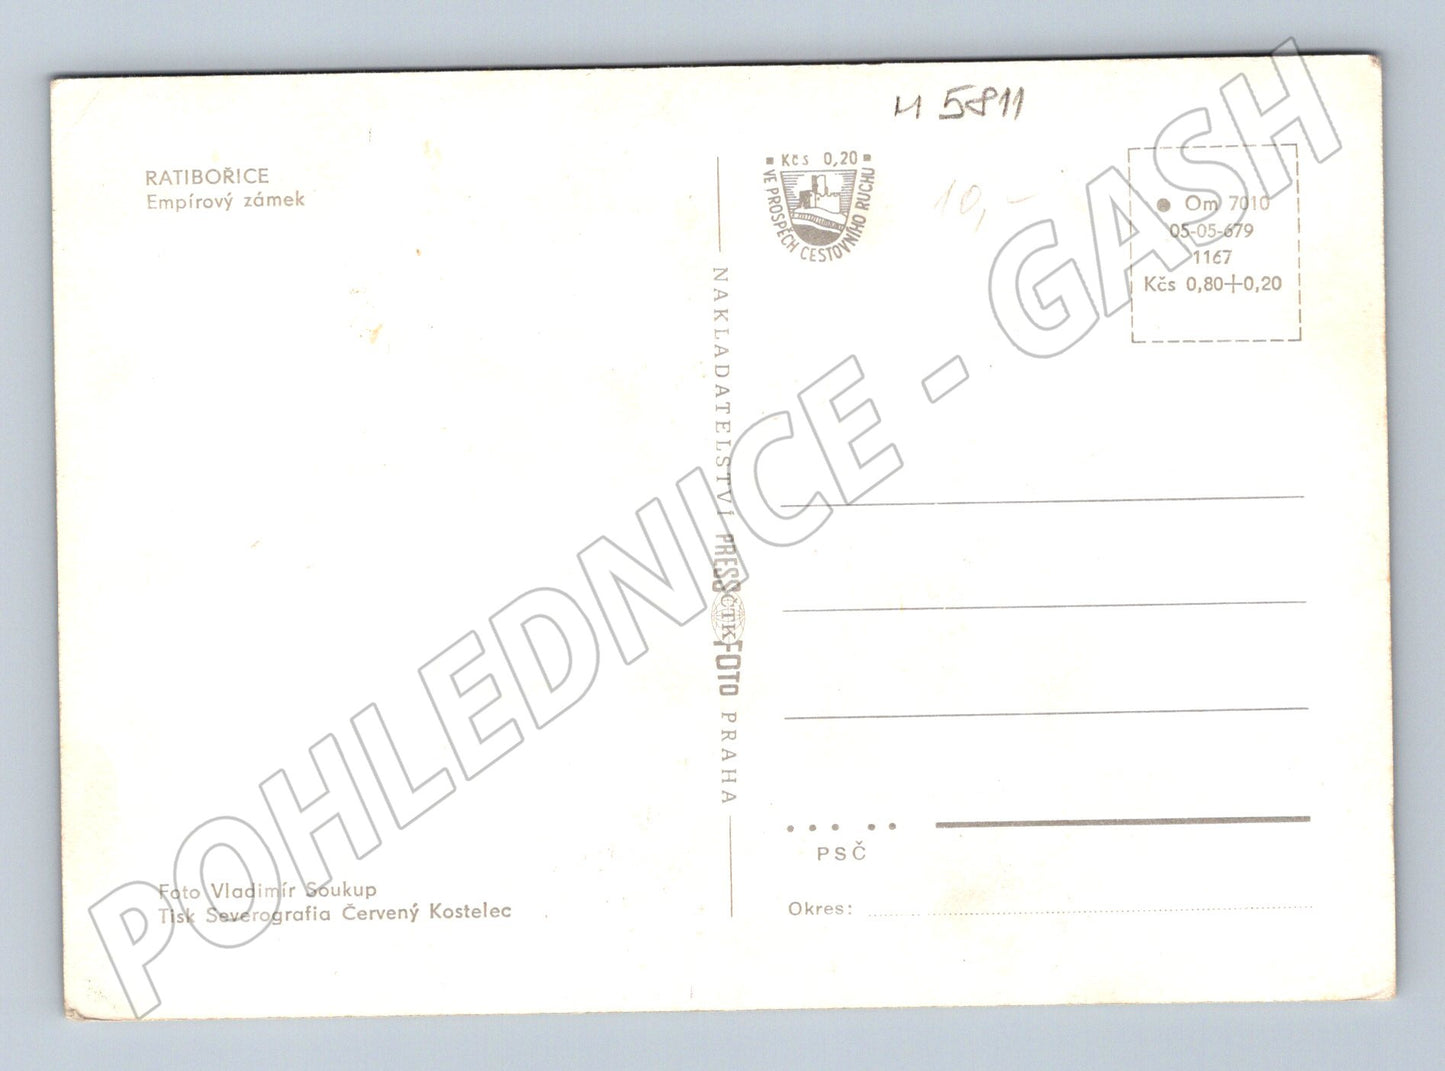 RATIBOŘICE
Empírový zámek
Foto Vladimír Soukup
Tisk Severografia Červený Kostelec
NAKLADATELSTVÍ PRESSFOTO PRAHA
ČTK
5811
Kčs 0,20
VE PROSPĚCH CESTOVNÍHO RUCHU
10,-
Om 7010
05-05-679
1167
Kčs 0,80+0,20
PSČ
Okres:
POHLEDNICE - GASH